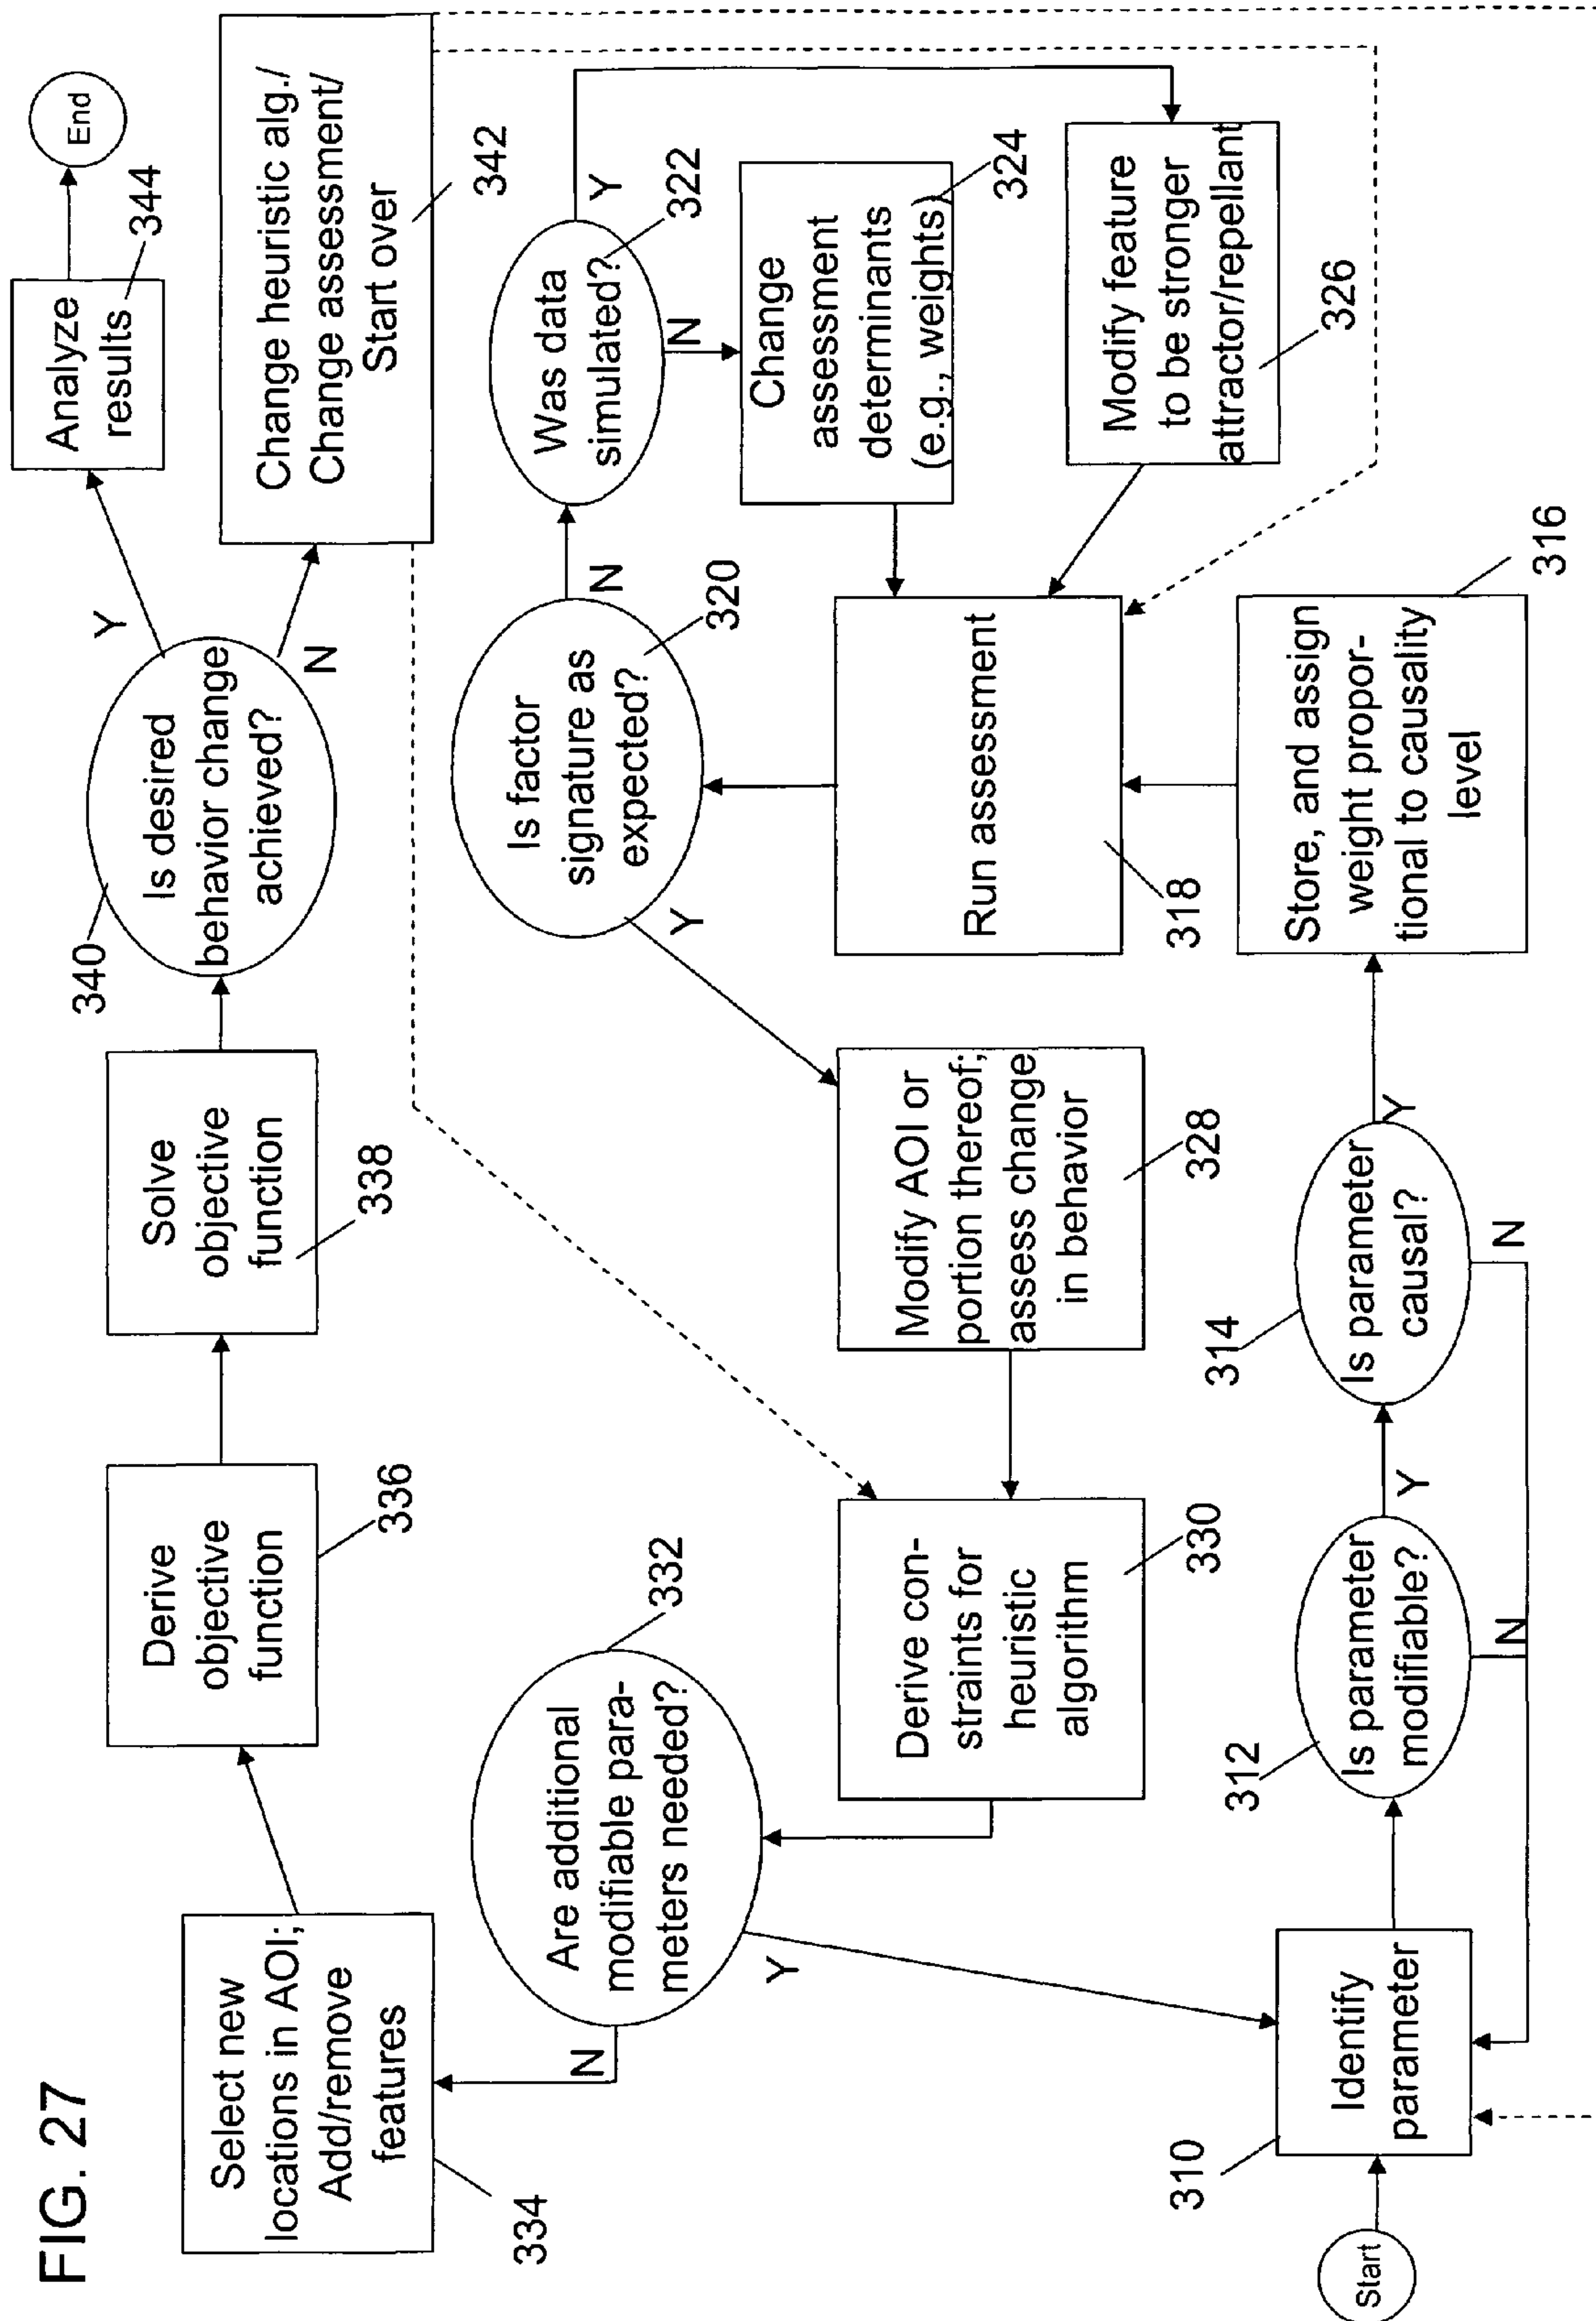 FIG. 27
Select new
locations in AOI;
Add/remove
features
334
Derive
objective
function
336
Solve
objective
function
338
340
Is desired
behavior change
achieved?
Y
N
Analyze
results
344
End
Change heuristic alg./
Change assessment/
Start over
342
Are additional
modifiable para-
meters needed?
332
N
Y
Is factor
signature as
expected?
320
N
Y
Was data
simulated?
322
Y
N
Derive con-
straints for
heuristic
algorithm
330
Modify AOI or
portion thereof;
assess change
in behavior
328
Run assessment
318
Change
assessment
determinants
(e.g., weights)
324
Modify feature
to be stronger
attractor/repellant
326
Start
310
Identify
parameter
312
Is parameter
modifiable?
Y
N
314
Is parameter
causal?
Y
N
Store, and assign
weight propor-
tional to causality
level
316